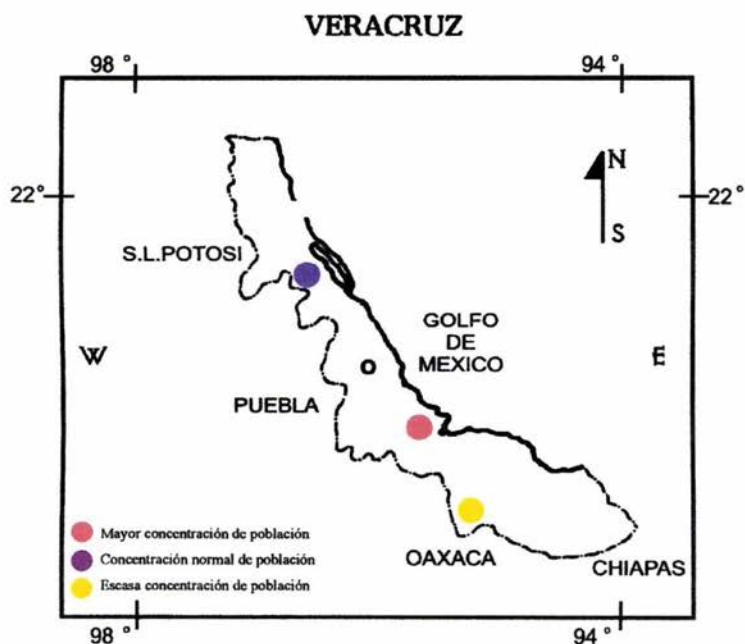 VERACRUZ
98 °
94 °
N
22°
22°
S
S.L.POTOSI
GOLFO
DE
MEXICO
W
E
O
PUEBLA
Mayor concentración de población
Concentración normal de población
Escasa concentración de población
OAXACA
CHIAPAS
98 °
94 °